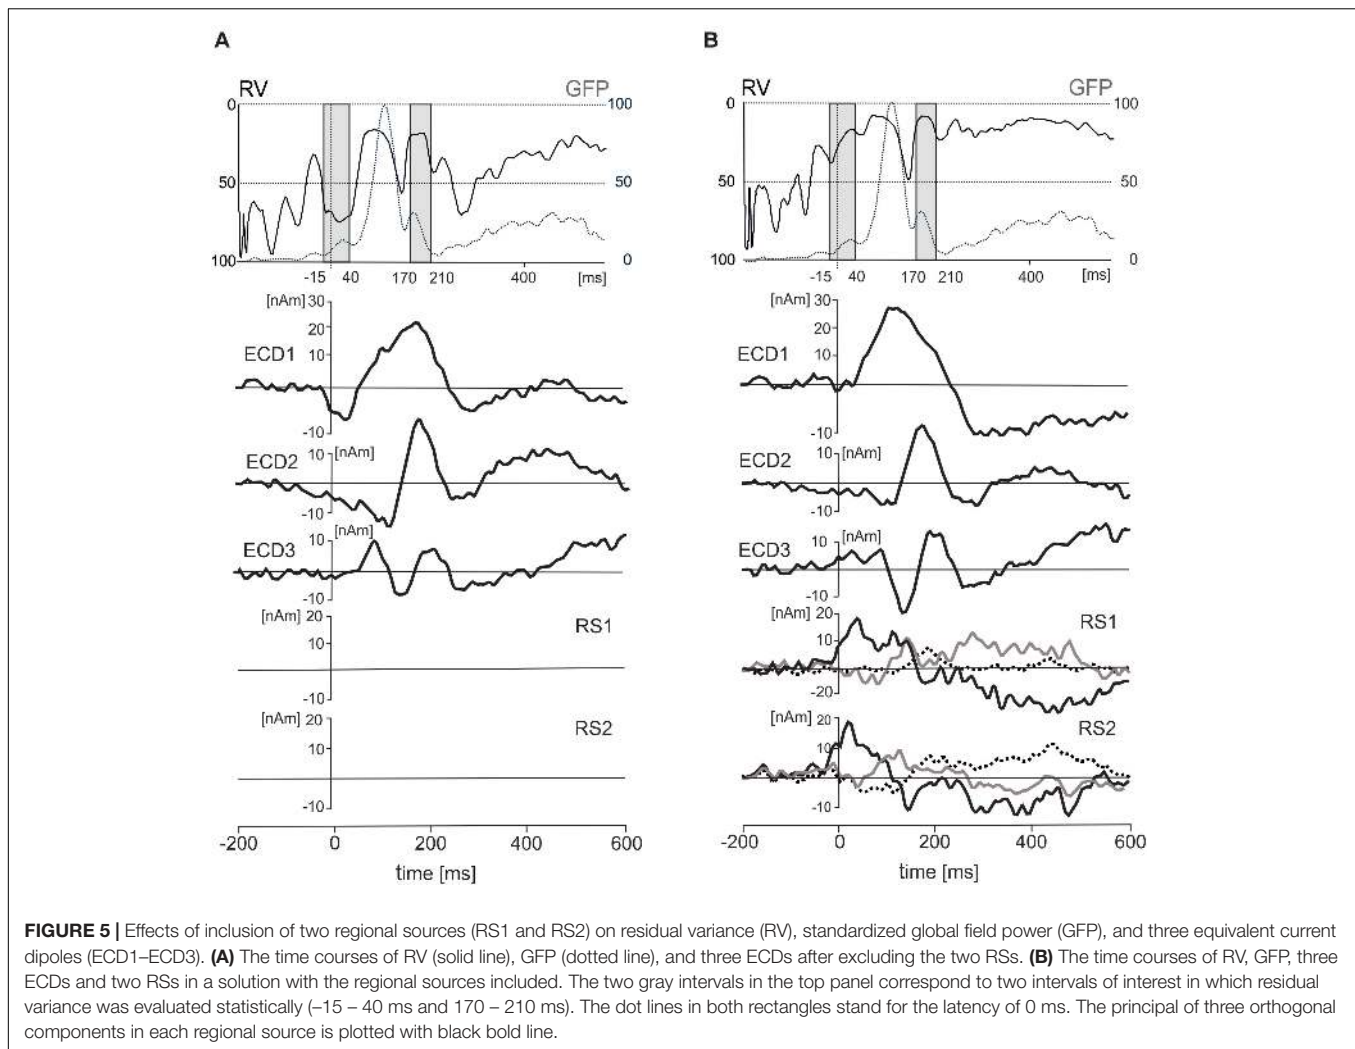 A
RV
GFP
0
100
50
50
100
0
-15
40
170
210
400
[ms]
[nAm]
30
20
10
ECD1
-10
[nAm]
10
ECD2
-10
[nAm]
10
ECD3
-10
[nAm]
20
10
RS1
-10
[nAm]
20
10
RS2
-10
-200
0
200
400
600
time [ms]
B
RV
GFP
0
100
50
50
100
0
-15
40
170
210
400
[ms]
[nAm]
30
20
10
ECD1
-10
10
[nAm]
ECD2
-10
10
[nAm]
ECD3
-10
[nAm]
20
10
RS1
-20
[nAm]
20
10
RS2
-10
-200
0
200
400
600
time [ms]
FIGURE 5 | Effects of inclusion of two regional sources (RS1 and RS2) on residual variance (RV), standardized global field power (GFP), and three equivalent current
dipoles (ECD1–ECD3). (A) The time courses of RV (solid line), GFP (dotted line), and three ECDs after excluding the two RSs. (B) The time courses of RV, GFP, three
ECDs and two RSs in a solution with the regional sources included. The two gray intervals in the top panel correspond to two intervals of interest in which residual
variance was evaluated statistically (–15 – 40 ms and 170 – 210 ms). The dot lines in both rectangles stand for the latency of 0 ms. The principal of three orthogonal
components in each regional source is plotted with black bold line.